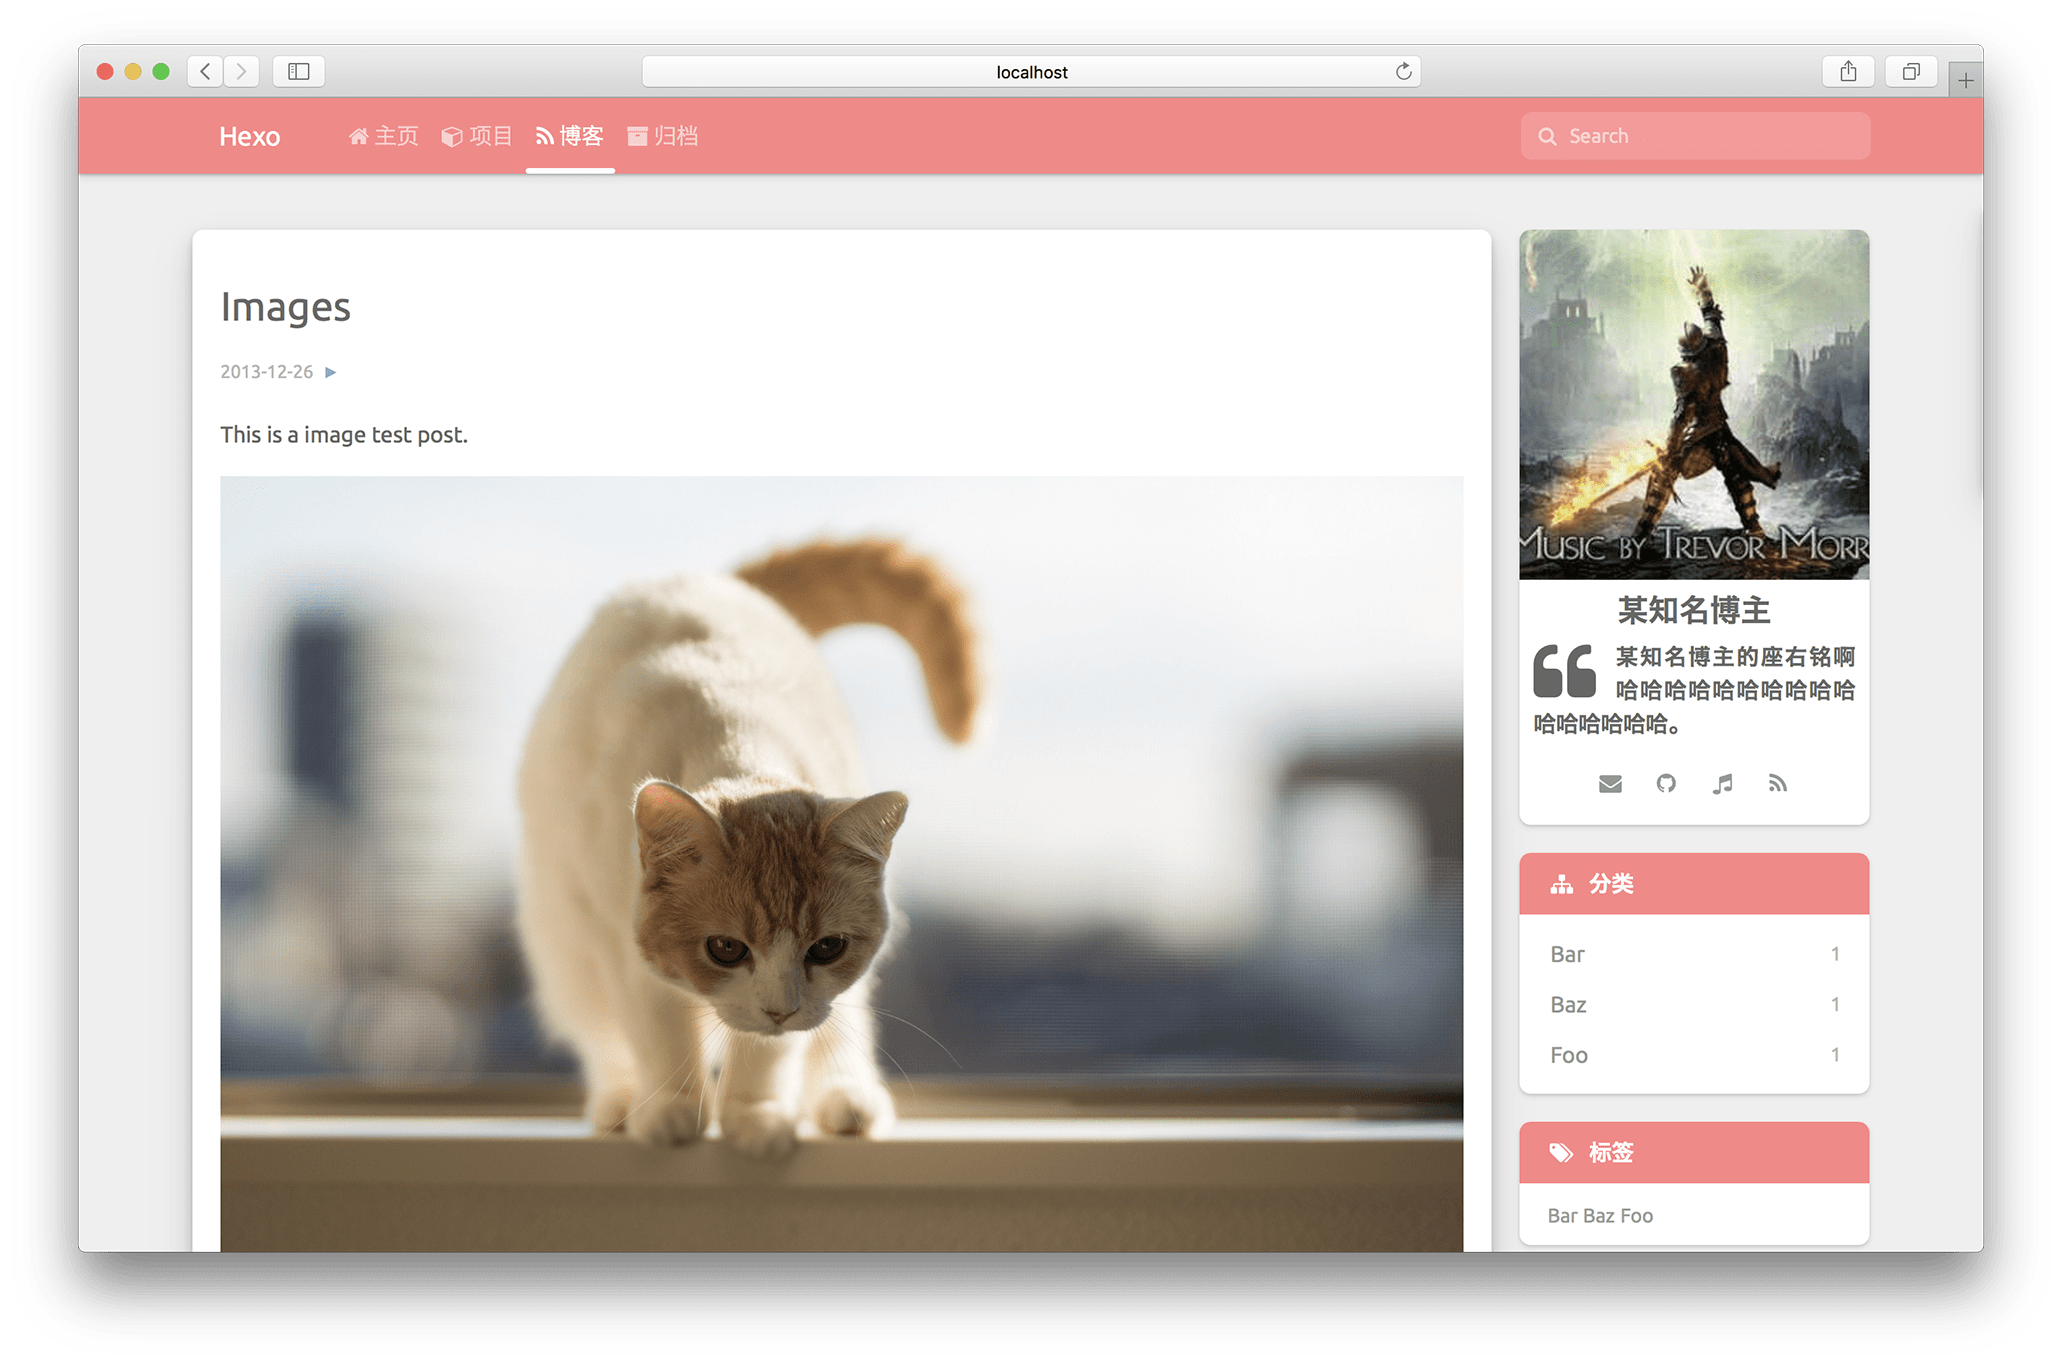 localhost
Hexo 主页 项目 博客 归档 Search
Images
2013-12-26
This is a image test post.
MUSIC BY TREVOR MORR
某知名博主
某知名博主的座右铭啊
哈哈哈哈哈哈哈哈哈哈
哈哈哈哈哈哈。
分类
Bar 1
Baz 1
Foo 1
标签
Bar Baz Foo